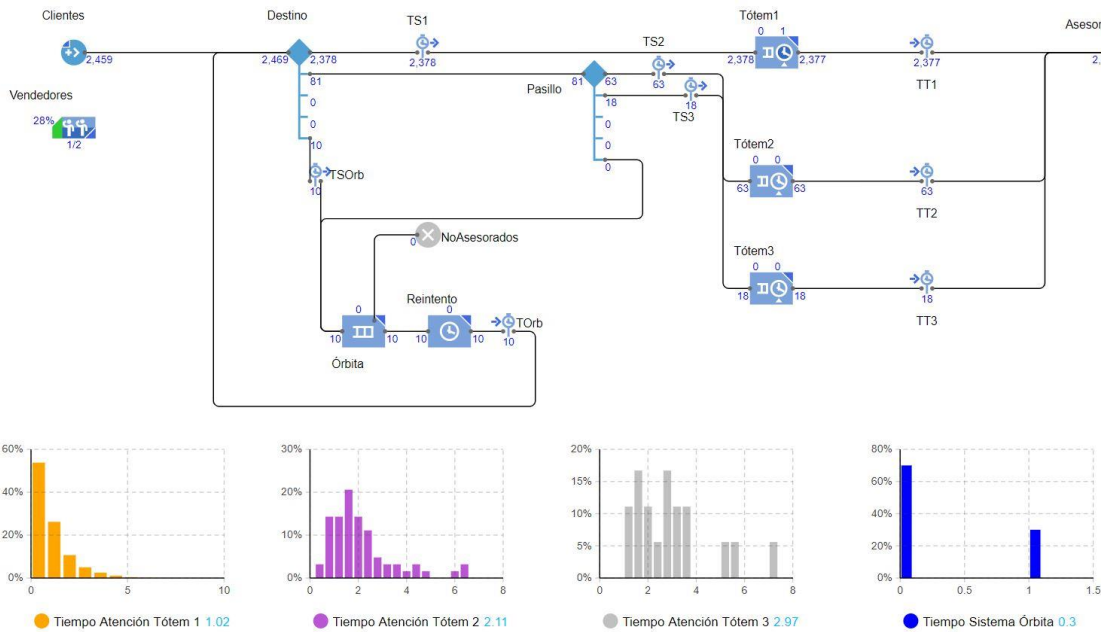 Clientes
Destino
TS1
Tótem1
Asesor
0 1
2,459
2,469 2,378
2,378
2,378 2,377
2,377
2,
TS2
TT1
81
81 63
63
Vendedores
Pasillo
0
18
18
TS3
28%
0
0
1/2
10
0
Tótem2
0
0 0
TSOrb
10
63 63
63
TT2
NoAsesorados
0
Tótem3
0 0
Reintento
18 18
18
0
0
TOrb
TT3
10 10
10 10
10
Órbita
60%
30%
20%
80%
15%
40%
20%
60%
10%
40%
20%
10%
5%
20%
0%
0%
0%
0%
0 5 10
0 2 4 6 8
0 2 4 6 8
0 0.5 1 1.5
Tiempo Atención Tótem 1 1.02
Tiempo Atención Tótem 2 2.11
Tiempo Atención Tótem 3 2.97
Tiempo Sistema Órbita 0.3